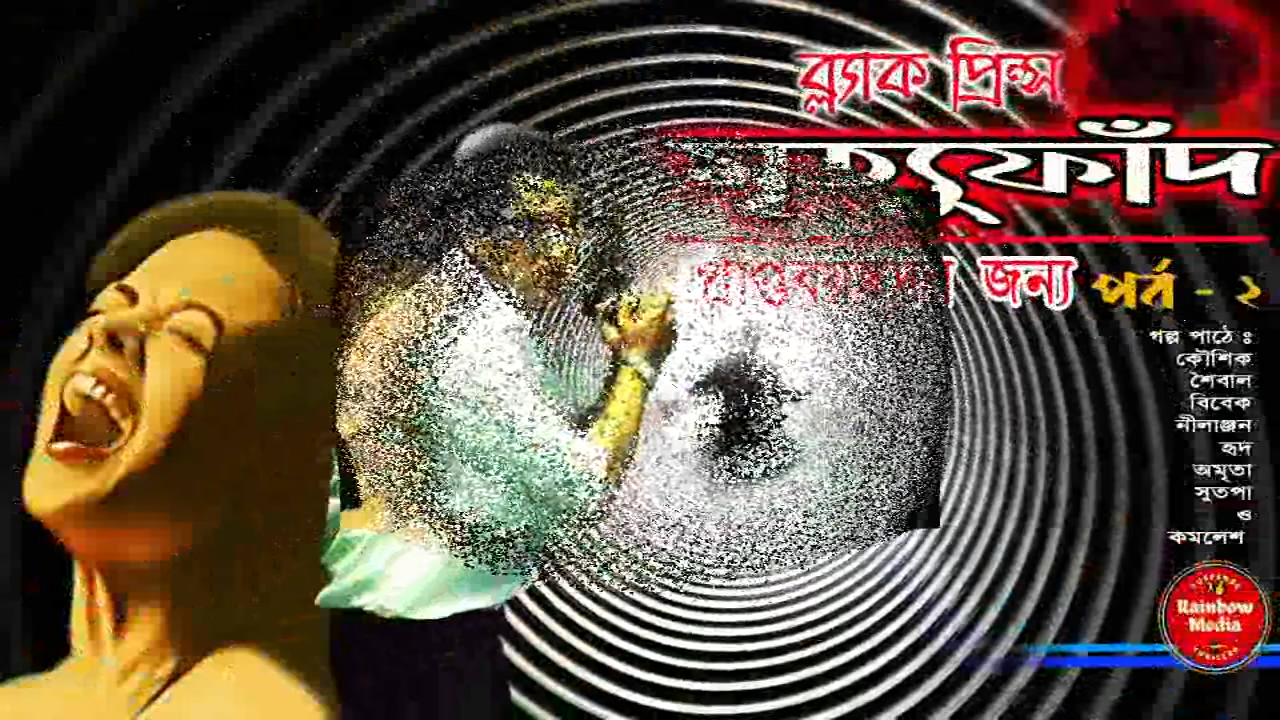 ব্ল্যাক প্রিন্স
জন্য পর্ব - ২
গল্প পাঠে ঃ
কৌশিক
শৈবাল
বিবেক
নীলাঞ্জন
হৃদ
অমৃতা
সুতপা
ও
কমলেশ
Rainbow
Media